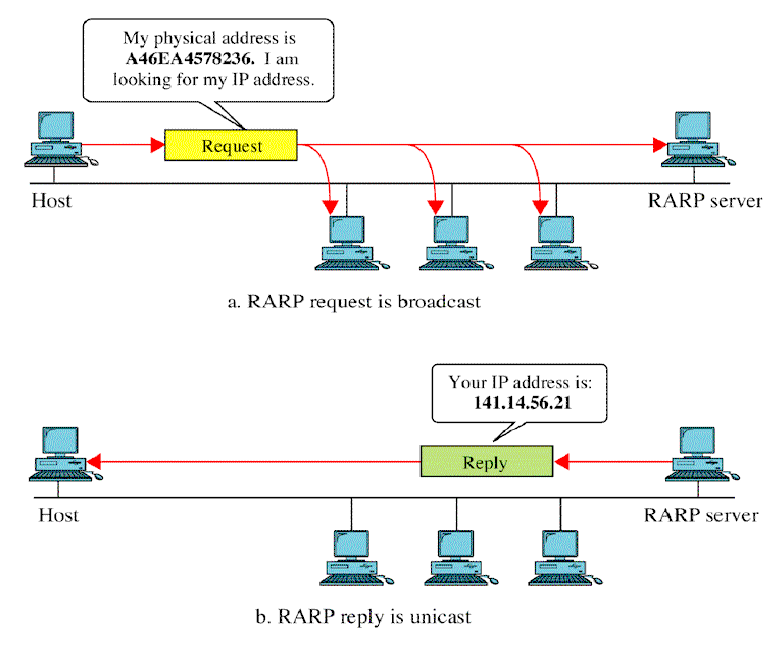 My physical address is
A46EA4578236. I am
looking for my IP address.
Request
Host
RARP server
a. RARP request is broadcast
Your IP address is:
141.14.56.21
Reply
Host
RARP server
b. RARP reply is unicast